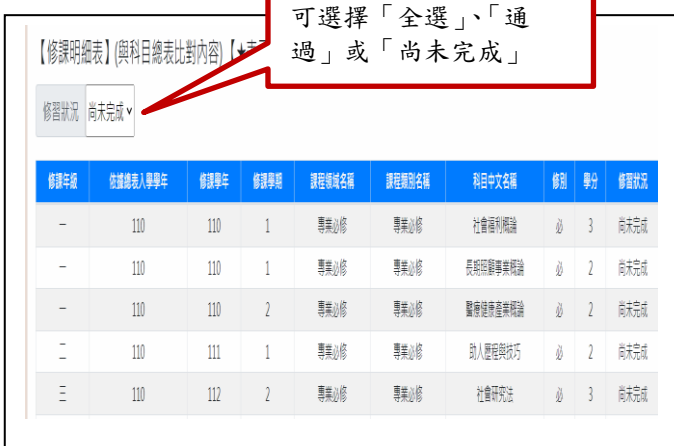 可選擇「全選」、「通
過」或「尚未完成」
【修課明細表】(與科目總表比對內容)【★
修習狀況 尚未完成
修課年級 依據總表入學學年 修課學年 修課學期 課程領域名稱 課程類別名稱 科目中文名稱 修別 學分 修習狀況
一 110 110 1 專業必修 專業必修 社會福利概論 必 3 尚未完成
一 110 110 1 專業必修 專業必修 長期照顧事業概論 必 2 尚未完成
一 110 110 2 專業必修 專業必修 醫療健康產業概論 必 2 尚未完成
二 110 111 1 專業必修 專業必修 助人歷程與技巧 必 2 尚未完成
三 110 112 2 專業必修 專業必修 社會研究法 必 3 尚未完成